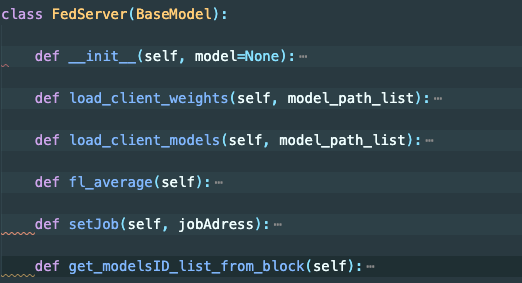 class FedServer(BaseModel):
def __init__(self, model=None):⋯
def load_client_weights(self, model_path_list):⋯
def load_client_models(self, model_path_list):⋯
def fl_average(self):⋯
def setJob(self, jobAdress):⋯
def get_modelsID_list_from_block(self):⋯